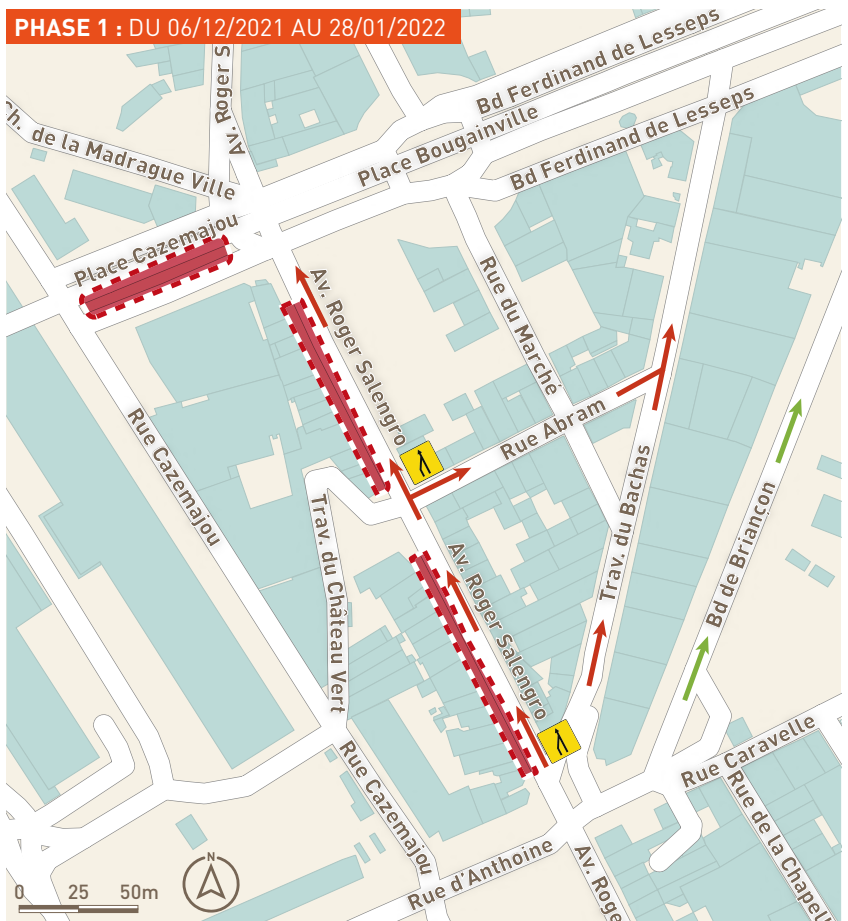 PHASE 1 : DU 06/12/2021 AU 28/01/2022
Bd Ferdinand de Lesseps
Av. Roger S
Ch. de la Madrague Ville
Place Bougainville
Bd Ferdinand de Lesseps
Place Cazemajou
Av. Roger Salengro
Rue du Marché
Rue Abram
Rue Cazemajou
Trav. du Château Vert
Trav. du Bachas
Bd de Briançon
Av. Roger Salengro
Rue Caravelle
Rue Cazemajou
Rue de la Chapel
Rue d'Anthoine
Av. Roge
N
0 25 50m